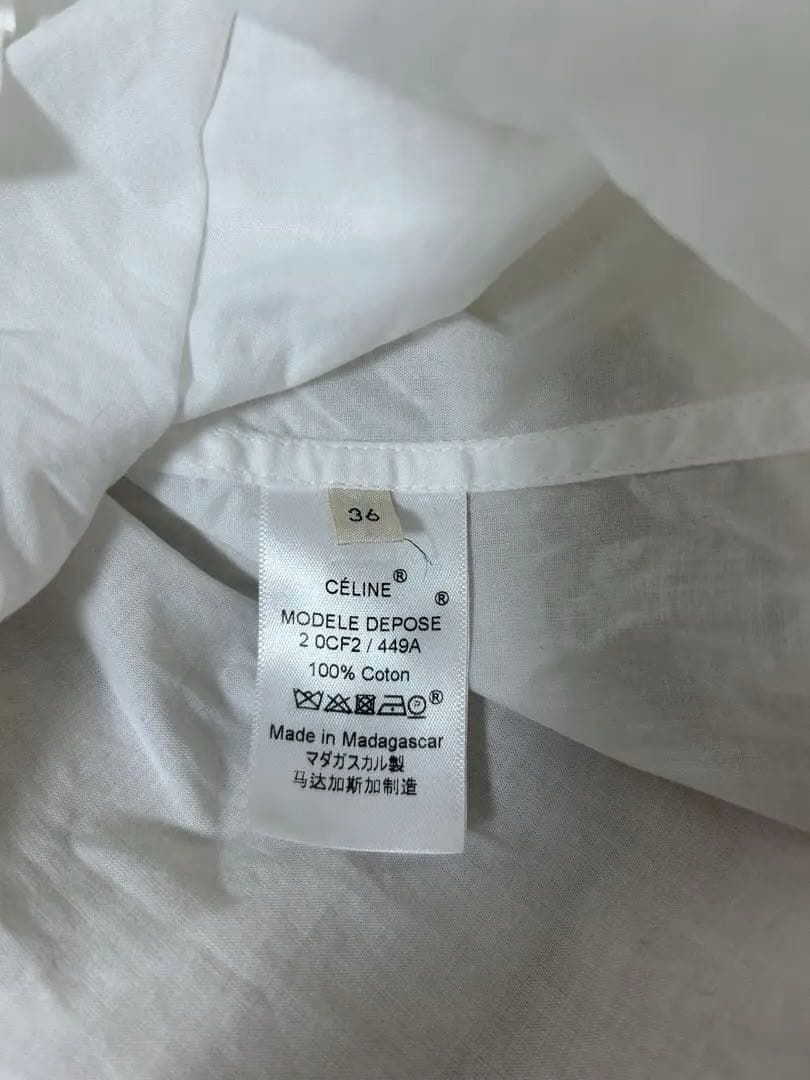 36
CÉLINE®
®
MODELE DEPOSE
2 0CF2 / 449A
100% Coton
®
Made in Madagascar
マダガスカル製
马达加斯加制造